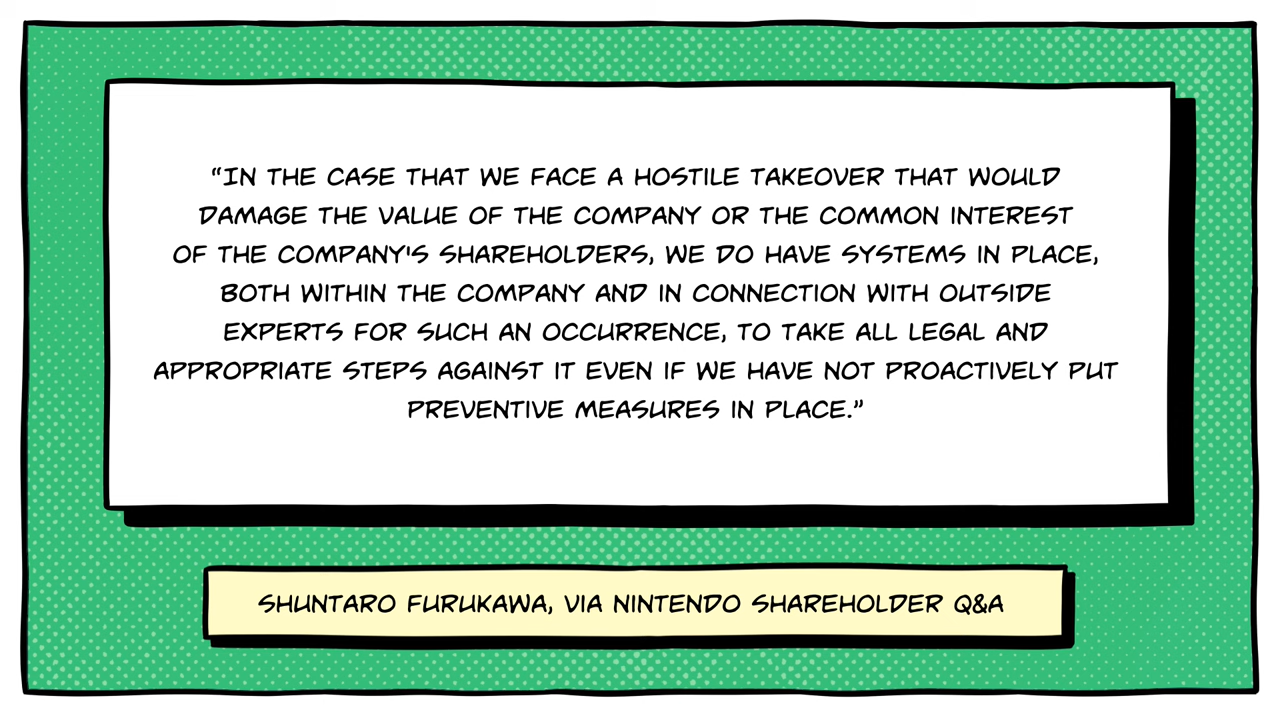 “IN THE CASE THAT WE FACE A HOSTILE TAKEOVER THAT WOULD
DAMAGE THE VALUE OF THE COMPANY OR THE COMMON INTEREST
OF THE COMPANY'S SHAREHOLDERS, WE DO HAVE SYSTEMS IN PLACE,
BOTH WITHIN THE COMPANY AND IN CONNECTION WITH OUTSIDE
EXPERTS FOR SUCH AN OCCURRENCE, TO TAKE ALL LEGAL AND
APPROPRIATE STEPS AGAINST IT EVEN IF WE HAVE NOT PROACTIVELY PUT
PREVENTIVE MEASURES IN PLACE.”
SHUNTARO FURUKAWA, VIA NINTENDO SHAREHOLDER Q&A